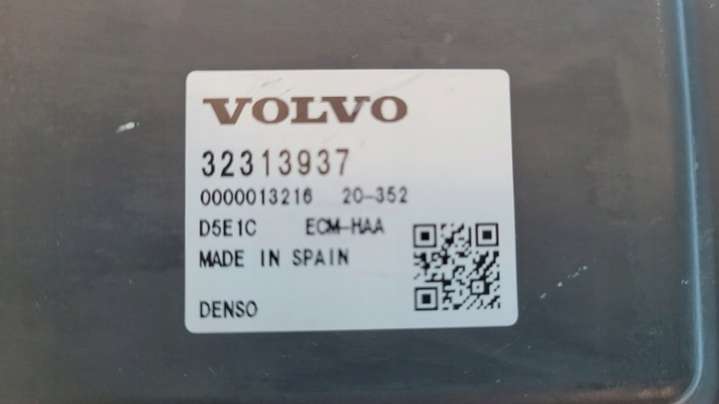 VOLVO
32313937
0000013216 20-352
D5E1C ECM-HAA
MADE IN SPAIN
DENSO